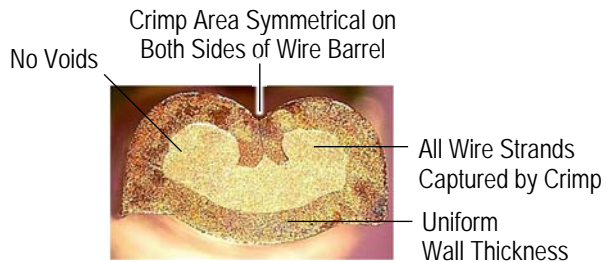 Crimp Area Symmetrical on
Both Sides of Wire Barrel
No Voids
All Wire Strands
Captured by Crimp
Uniform
Wall Thickness